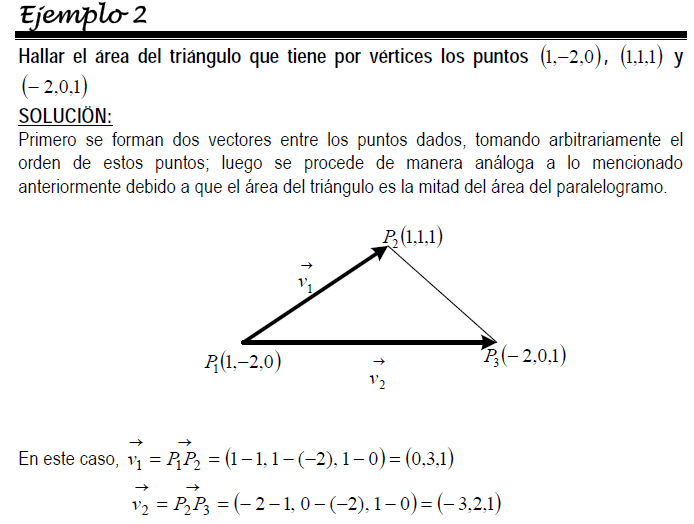 Ejemplo 2
Hallar el área del triángulo que tiene por vértices los puntos (1,−2,0), (1,1,1) y
(− 2,0,1)
SOLUCIÖN:
Primero se forman dos vectores entre los puntos dados, tomando arbitrariamente el
orden de estos puntos; luego se procede de manera análoga a lo mencionado
anteriormente debido a que el área del triángulo es la mitad del área del paralelogramo.
P₂(1,1,1)
→
v₁
P₁(1,−2,0)
P₃(− 2,0,1)
→
v₂
En este caso, v₁⃗ = P₁P₂⃗ = (1−1, 1−(−2), 1−0) = (0,3,1)
v₂⃗ = P₂P₃⃗ = (− 2−1, 0−(−2), 1−0) = (− 3,2,1)